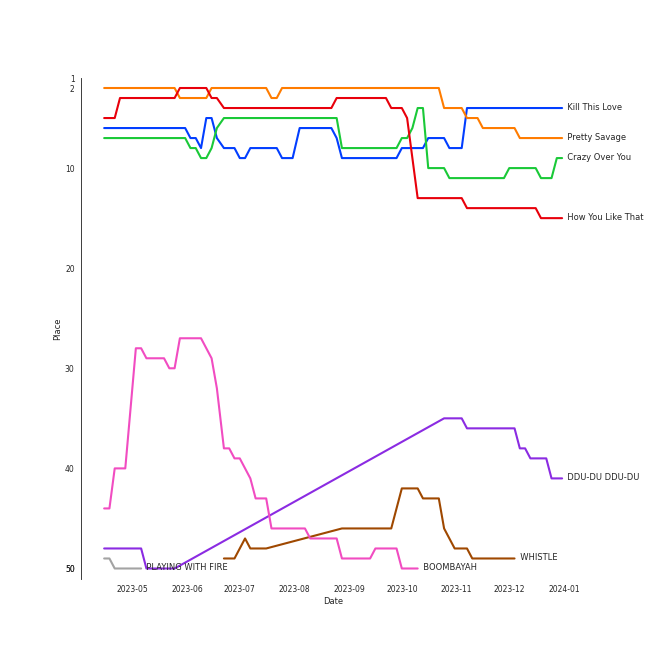 1
2
Kill This Love
Pretty Savage
Crazy Over You
10
How You Like That
20
Place
30
40
DDU-DU DDU-DU
WHISTLE
50
PLAYING WITH FIRE
BOOMBAYAH
2023-05 2023-06 2023-07 2023-08 2023-09 2023-10 2023-11 2023-12 2024-01
Date